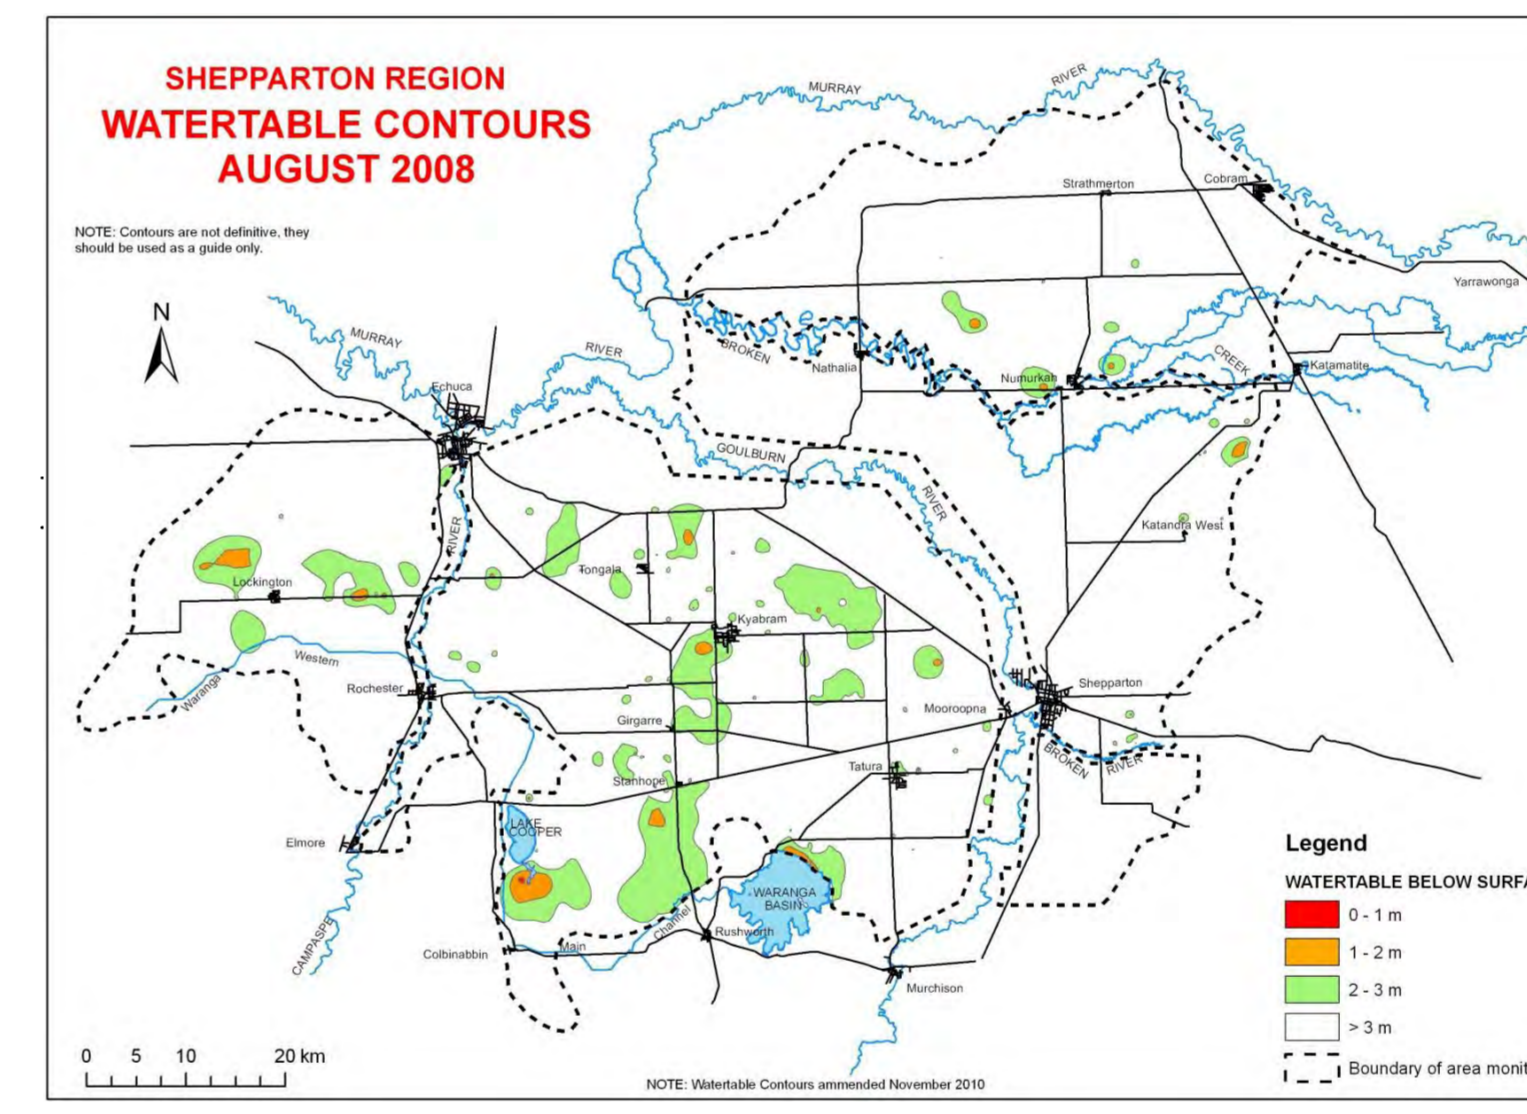 SHEPPARTON REGION
WATERTABLE CONTOURS
AUGUST 2008
NOTE: Contours are not definitive, they
should be used as a guide only.
N
MURRAY
RIVER
Strathmerton
Cobram
Yarrawonga
MURRAY
RIVER
BROKEN
Nathalia
Numurkah
CREEK
Katamatite
Echuca
GOULBURN
RIVER
RIVER
Katandra West
Lockington
Tongala
Kyabram
Western
Waranga
Rochester
Girgarre
Mooroopna
Shepparton
BROKEN
RIVER
Stanhope
Tatura
Elmore
LAKE
COOPER
WARANGA
BASIN
Channel
Rushworth
Main
Colbinabbin
CAMPASPE
Murchison
Legend
WATERTABLE BELOW SURFA
0 - 1 m
1 - 2 m
2 - 3 m
> 3 m
Boundary of area monit
0 5 10 20 km
NOTE: Watertable Contours ammended November 2010